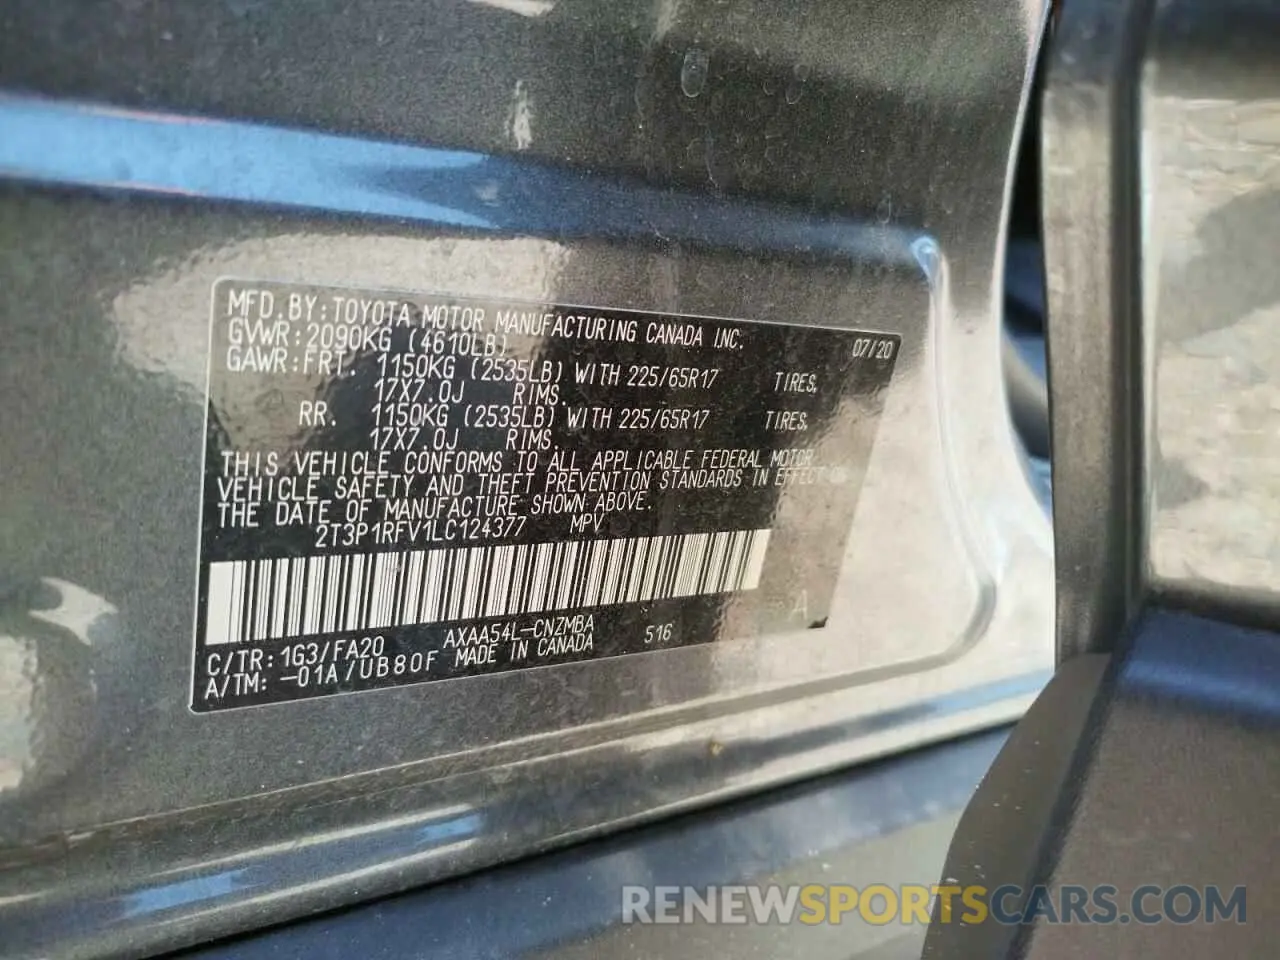 MFD.BY:TOYOTA MOTOR MANUFACTURING CANADA INC.
GVWR:2090KG (4610LB) 07/20
GAWR:FRT. 1150KG (2535LB) WITH 225/65R17 TIRES,
17X7.0J RIMS.
RR. 1150KG (2535LB) WITH 225/65R17 TIRES,
17X7.0J RIMS.
THIS VEHICLE CONFORMS TO ALL APPLICABLE FEDERAL MOTOR
VEHICLE SAFETY AND THEFT PREVENTION STANDARDS IN EFFECT ON
THE DATE OF MANUFACTURE SHOWN ABOVE.
2T3P1RFV1LC124377 MPV
A
C/TR:1G3/FA20 AXAA54L-CNZMBA 516
A/TM:-01A/UB80F MADE IN CANADA
RENEWSPORTSCARS.COM